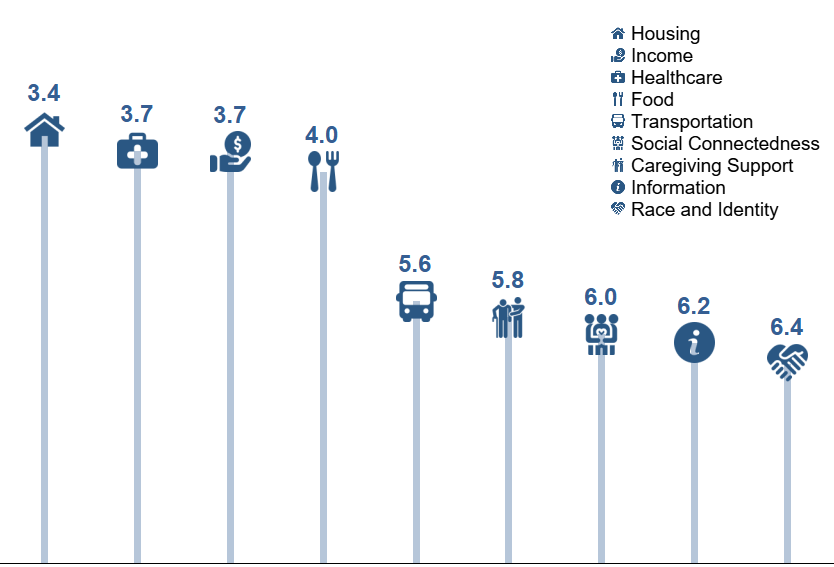 Housing
Income
Healthcare
Food
Transportation
Social Connectedness
Caregiving Support
Information
Race and Identity
3.4
3.7
3.7
4.0
5.6
5.8
6.0
6.2
6.4